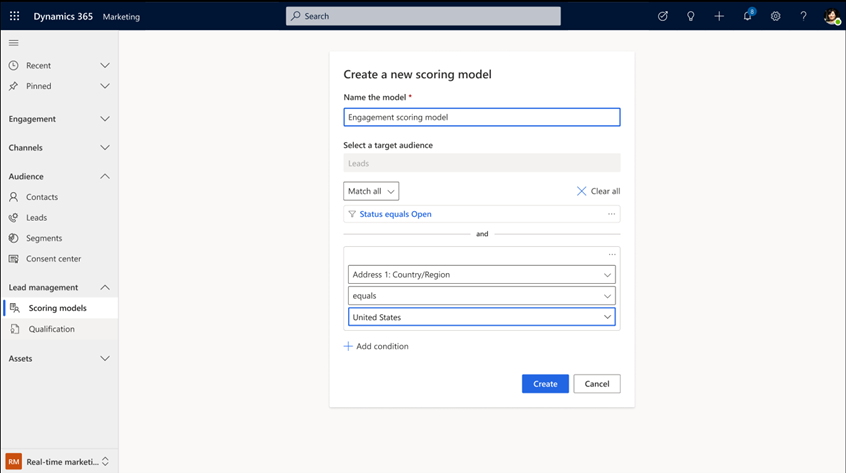 Dynamics 365 Marketing Search 8
Recent
Pinned
Engagement
Channels
Audience
Contacts
Leads
Segments
Consent center
Lead management
Scoring models
Qualification
Assets
RM Real-time marketi...
Create a new scoring model
Name the model *
Engagement scoring model
Select a target audience
Leads
Match all Clear all
Status equals Open ...
and
...
Address 1: Country/Region
equals
United States
Add condition
Create Cancel